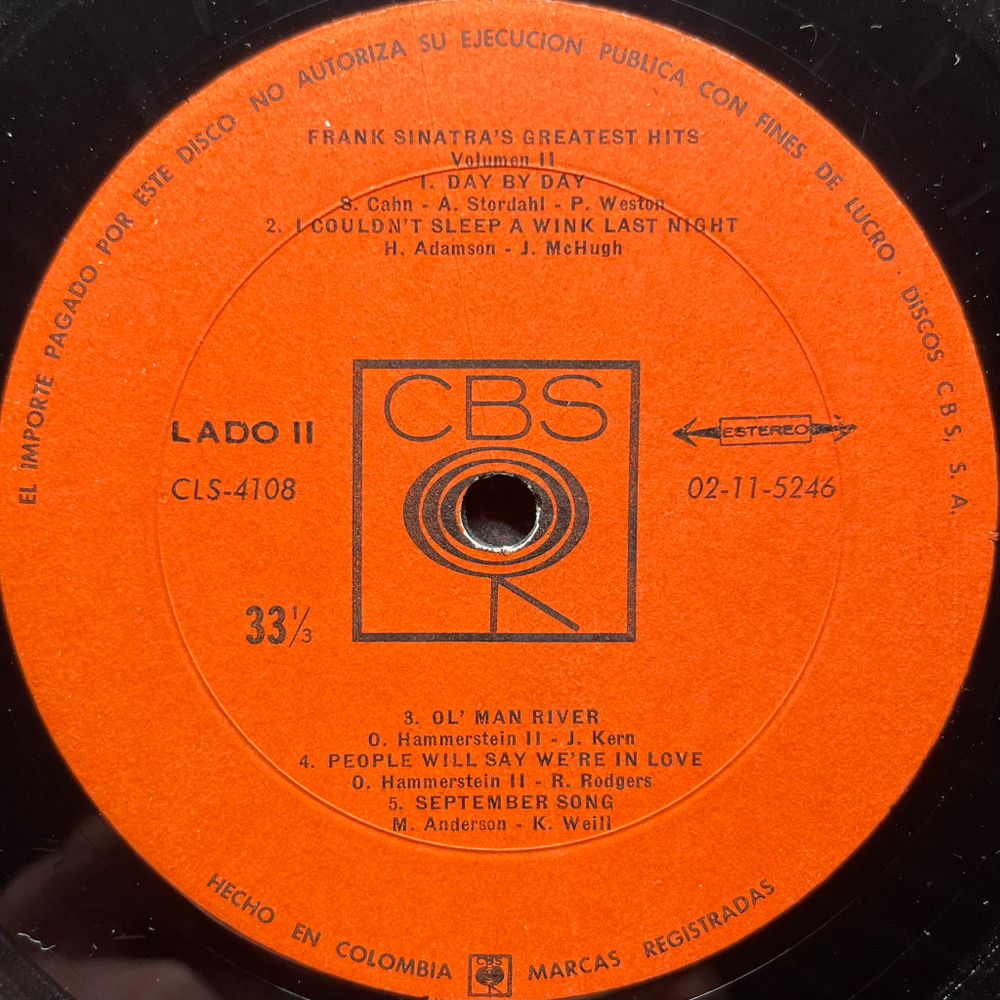 EL IMPORTE PAGADO POR ESTE DISCO NO AUTORIZA SU EJECUCION PUBLICA CON FINES DE LUCRO · DISCOS CBS, S. A.
FRANK SINATRA'S GREATEST HITS
Volumen II
1. DAY BY DAY
S. Cahn - A. Stordahl - P. Weston
2. I COULDN'T SLEEP A WINK LAST NIGHT
H. Adamson - J. McHugh
CBS
LADO II
ESTEREO
CLS-4108
02-11-5246
33 1/3
3. OL' MAN RIVER
O. Hammerstein II - J. Kern
4. PEOPLE WILL SAY WE'RE IN LOVE
O. Hammerstein II - R. Rodgers
5. SEPTEMBER SONG
M. Anderson - K. Weill
HECHO EN COLOMBIA CBS MARCAS REGISTRADAS